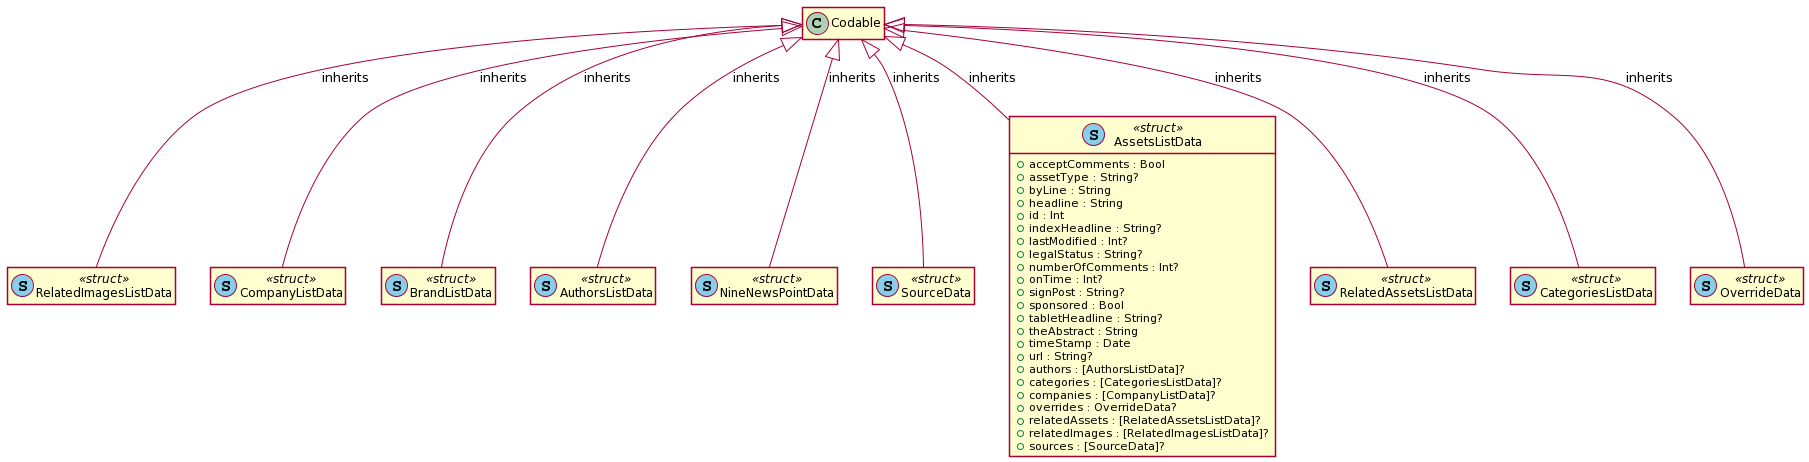 C Codable
inherits inherits inherits inherits inherits inherits inherits inherits inherits inherits
S «struct» AssetsListData
acceptComments : Bool
assetType : String?
byLine : String
headline : String
id : Int
indexHeadline : String?
lastModified : Int?
legalStatus : String?
numberOfComments : Int?
onTime : Int?
signPost : String?
sponsored : Bool
tabletHeadline : String?
theAbstract : String
timeStamp : Date
url : String?
authors : [AuthorsListData]?
categories : [CategoriesListData]?
companies : [CompanyListData]?
overrides : OverrideData?
relatedAssets : [RelatedAssetsListData]?
relatedImages : [RelatedImagesListData]?
sources : [SourceData]?
S «struct»
RelatedImagesListData
S «struct»
CompanyListData
S «struct»
BrandListData
S «struct»
AuthorsListData
S «struct»
NineNewsPointData
S «struct»
SourceData
S «struct»
RelatedAssetsListData
S «struct»
CategoriesListData
S «struct»
OverrideData